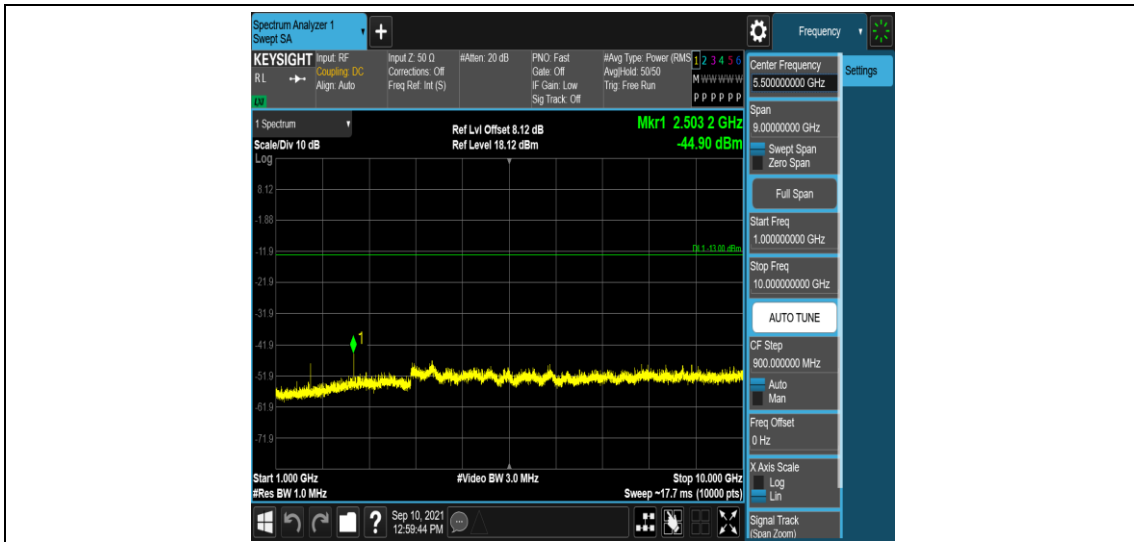 Spectrum Analyzer 1
Swept SA
+
Frequency
KEYSIGHT
RL
LXI
Input: RF
Coupling: DC
Align: Auto
Input Z: 50 Ω
Corrections: Off
Freq Ref: Int (S)
#Atten: 20 dB
PNO: Fast
Gate: Off
IF Gain: Low
Sig Track: Off
#Avg Type: Power (RMS
Avg|Hold: 50/50
Trig: Free Run
1 2 3 4 5 6
M W W W W W
P P P P P P
1 Spectrum
Scale/Div 10 dB
Log
Ref Lvl Offset 8.12 dB
Ref Level 18.12 dBm
Mkr1 2.503 2 GHz
-44.90 dBm
8.12
-1.88
-11.9
DL1 -13.00 dBm
-21.9
-31.9
1
-41.9
-51.9
-61.9
-71.9
Start 1.000 GHz
#Video BW 3.0 MHz
Stop 10.000 GHz
#Res BW 1.0 MHz
Sweep ~17.7 ms (10000 pts)
Center Frequency
5.500000000 GHz
Settings
Span
9.00000000 GHz
Swept Span
Zero Span
Full Span
Start Freq
1.000000000 GHz
Stop Freq
10.000000000 GHz
AUTO TUNE
CF Step
900.000000 MHz
Auto
Man
Freq Offset
0 Hz
X Axis Scale
Log
Lin
Signal Track
(Span Zoom)
?
Sep 10, 2021
12:59:44 PM